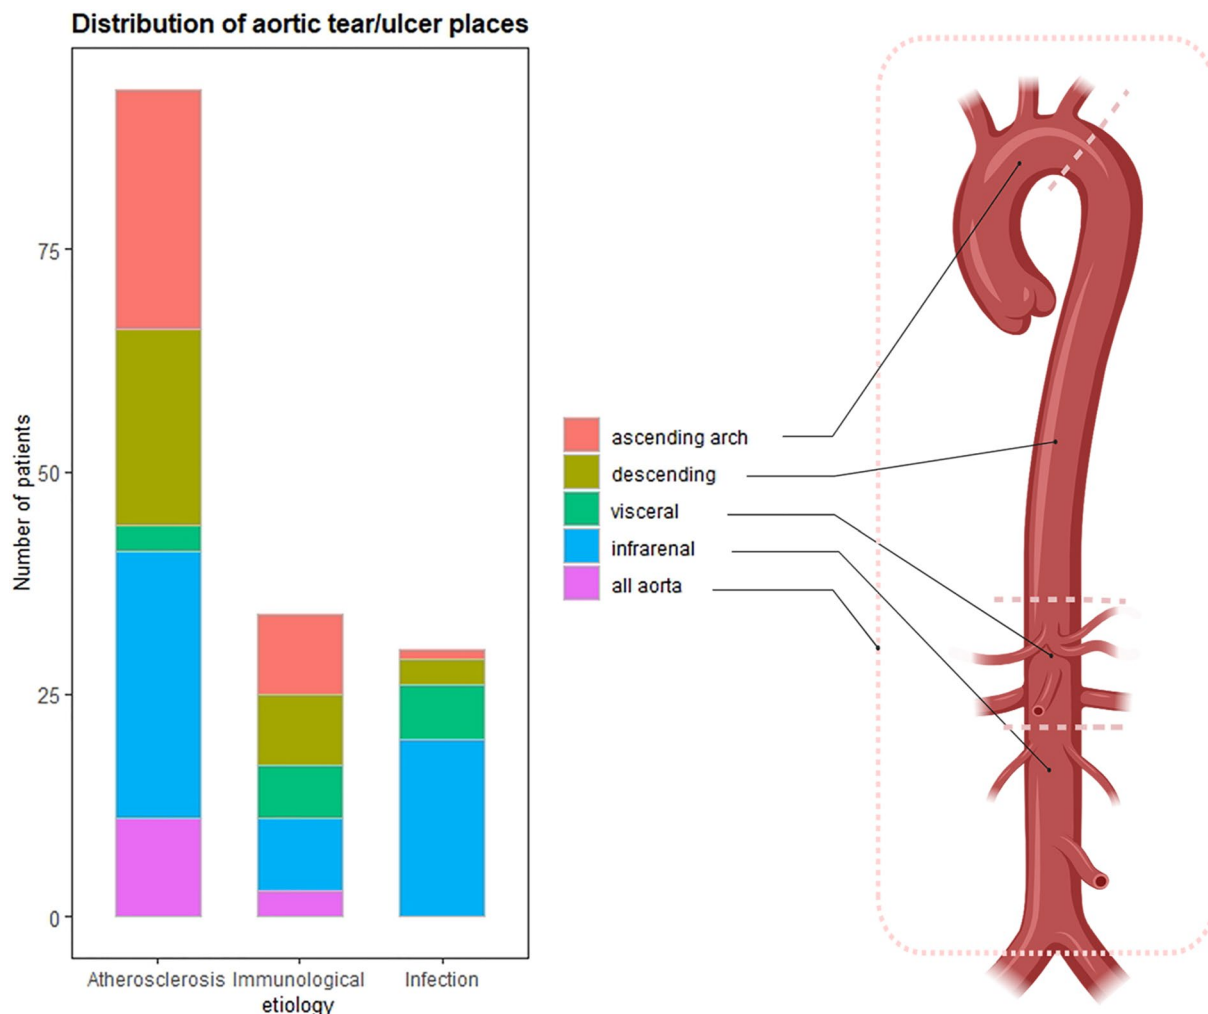 Distribution of aortic tear/ulcer places
Number of patients
75
50
25
0
Atherosclerosis
Immunological
Infection
etiology
ascending arch
descending
visceral
infrarenal
all aorta